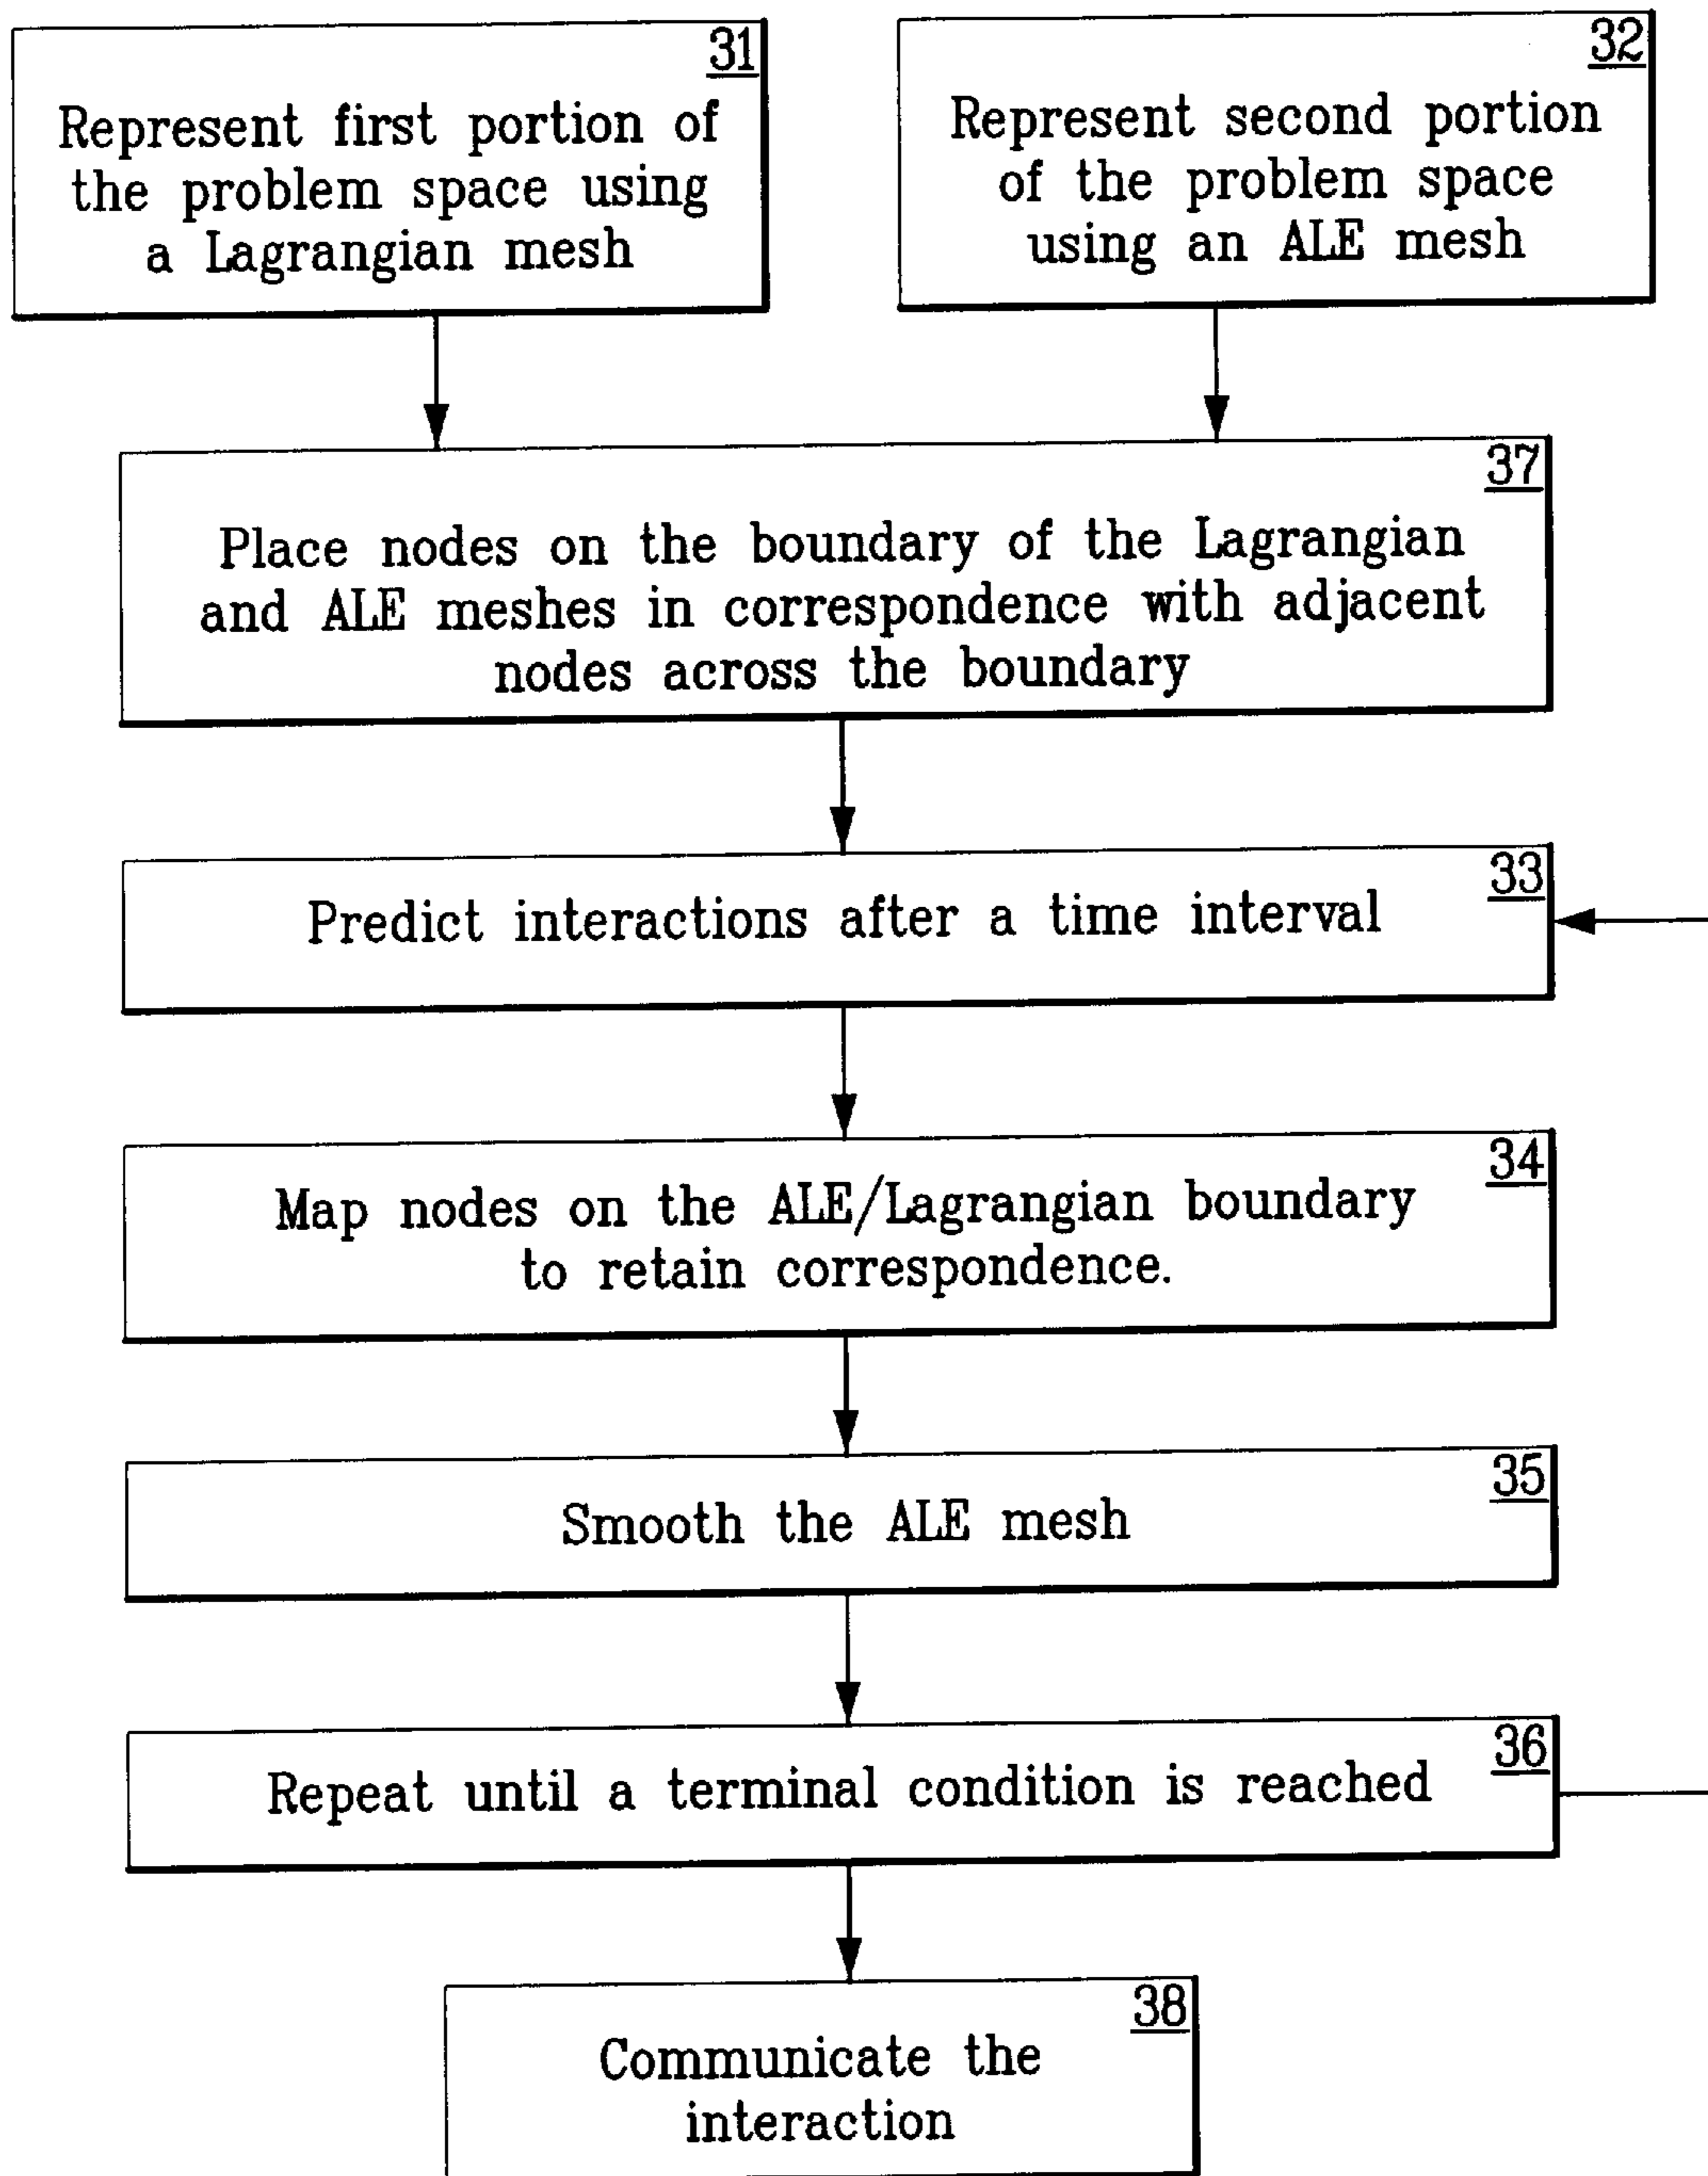 31
Represent first portion of
the problem space using
a Lagrangian mesh
32
Represent second portion
of the problem space
using an ALE mesh
37
Place nodes on the boundary of the Lagrangian
and ALE meshes in correspondence with adjacent
nodes across the boundary
33
Predict interactions after a time interval
34
Map nodes on the ALE/Lagrangian boundary
to retain correspondence.
35
Smooth the ALE mesh
36
Repeat until a terminal condition is reached
38
Communicate the
interaction